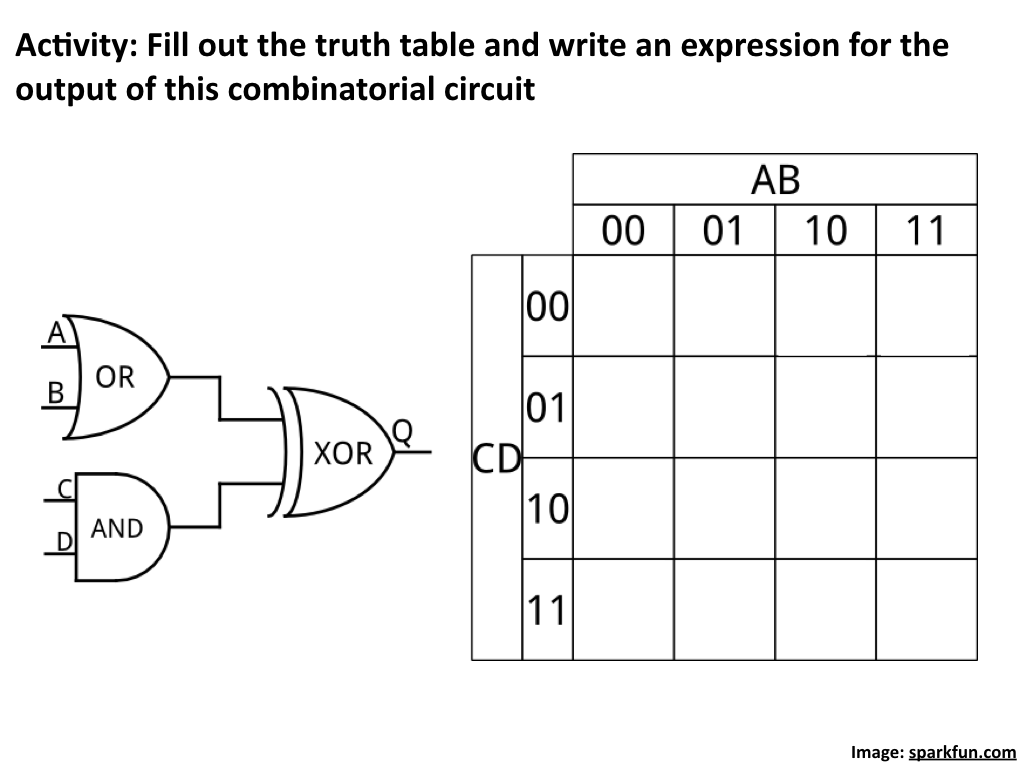 Activity: Fill out the truth table and write an expression for the
output of this combinatorial circuit
A
B
OR
C
D
AND
XOR
Q
AB
00 01 10 11
CD
00
01
10
11
Image: sparkfun.com